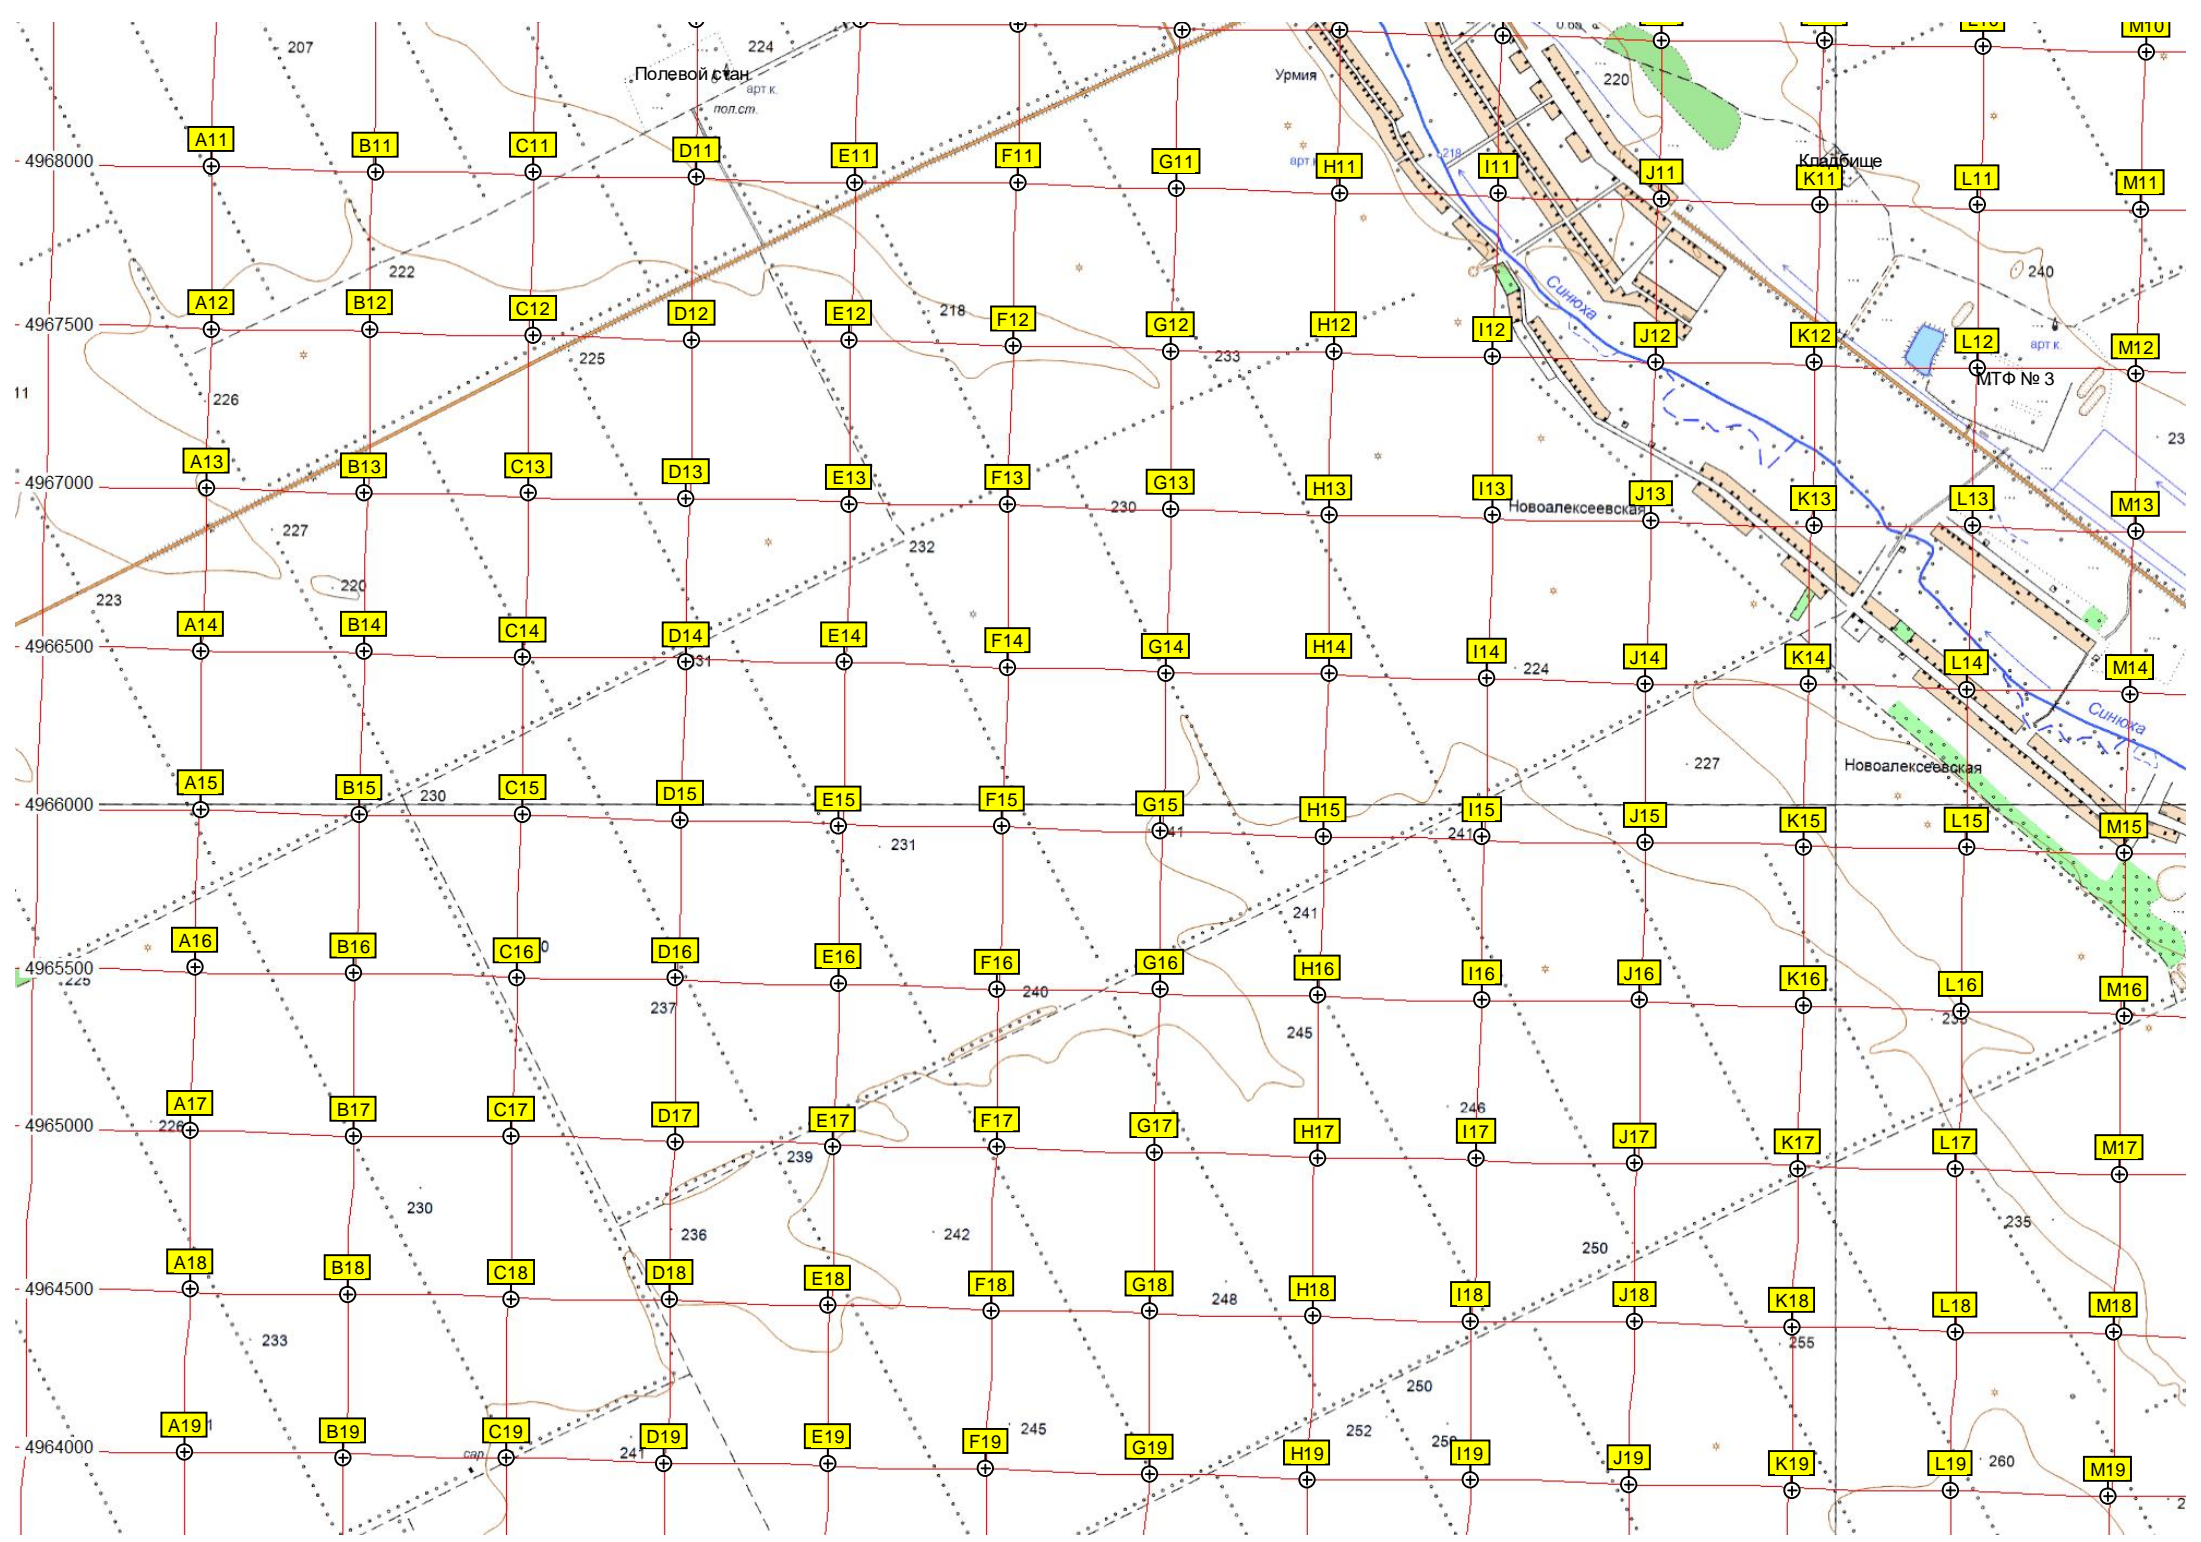 207
224
Полевой стан
арт.к.
пол.ст.
Урмия
220
M10
A11
B11
C11
D11
E11
F11
G11
H11
I11
J11
K11
L11
M11
4968000
218
Кладбище
222
240
Синюха
A12
B12
C12
D12
E12
F12
G12
H12
I12
J12
K12
L12
M12
4967500
218
225
233
арт.к.
МТФ № 3
11
226
A13
B13
C13
D13
E13
F13
G13
H13
I13
J13
K13
L13
M13
4967000
230
Новоалексеевская
227
232
220
223
A14
B14
C14
D14
E14
F14
G14
H14
I14
J14
K14
L14
M14
4966500
224
Синюха
227
Новоалексеевская
A15
B15
C15
D15
E15
F15
G15
H15
I15
J15
K15
L15
M15
4966000
230
241
231
241
A16
B16
C16
D16
E16
F16
G16
H16
I16
J16
K16
L16
M16
4965500
225
237
240
245
246
A17
B17
C17
D17
E17
F17
G17
H17
I17
J17
K17
L17
M17
4965000
226
239
230
236
242
250
235
A18
B18
C18
D18
E18
F18
G18
H18
I18
J18
K18
L18
M18
4964500
248
233
255
250
A19
B19
C19
D19
E19
F19
G19
H19
I19
J19
K19
L19
M19
4964000
сар.
241
245
252
260